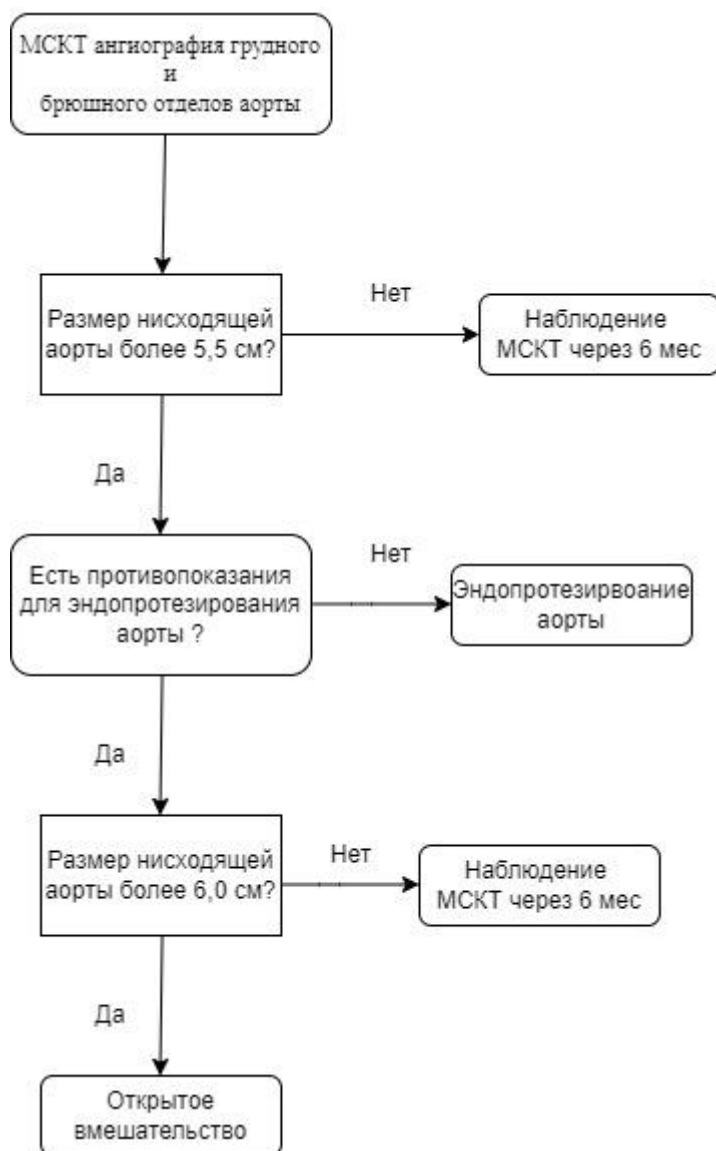 МСКТ ангиография грудного
и
брюшного отделов аорты
Размер нисходящей
аорты более 5,5 см?
Нет
Наблюдение
МСКТ через 6 мес
Да
Есть противопоказания
для эндопротезирования
аорты ?
Нет
Эндопротезирвоание
аорты
Да
Размер нисходящей
аорты более 6,0 см?
Нет
Наблюдение
МСКТ через 6 мес
Да
Открытое
вмешательство